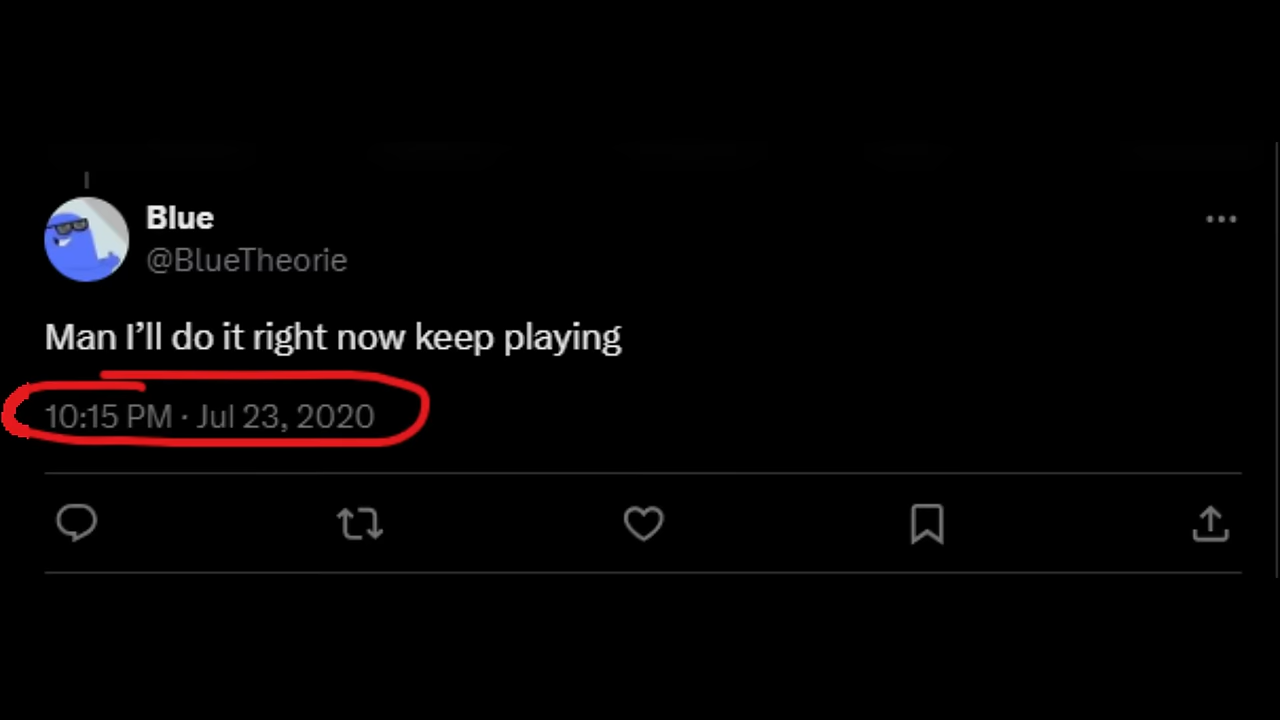 Blue
@BlueTheorie
Man I’ll do it right now keep playing
10:15 PM · Jul 23, 2020